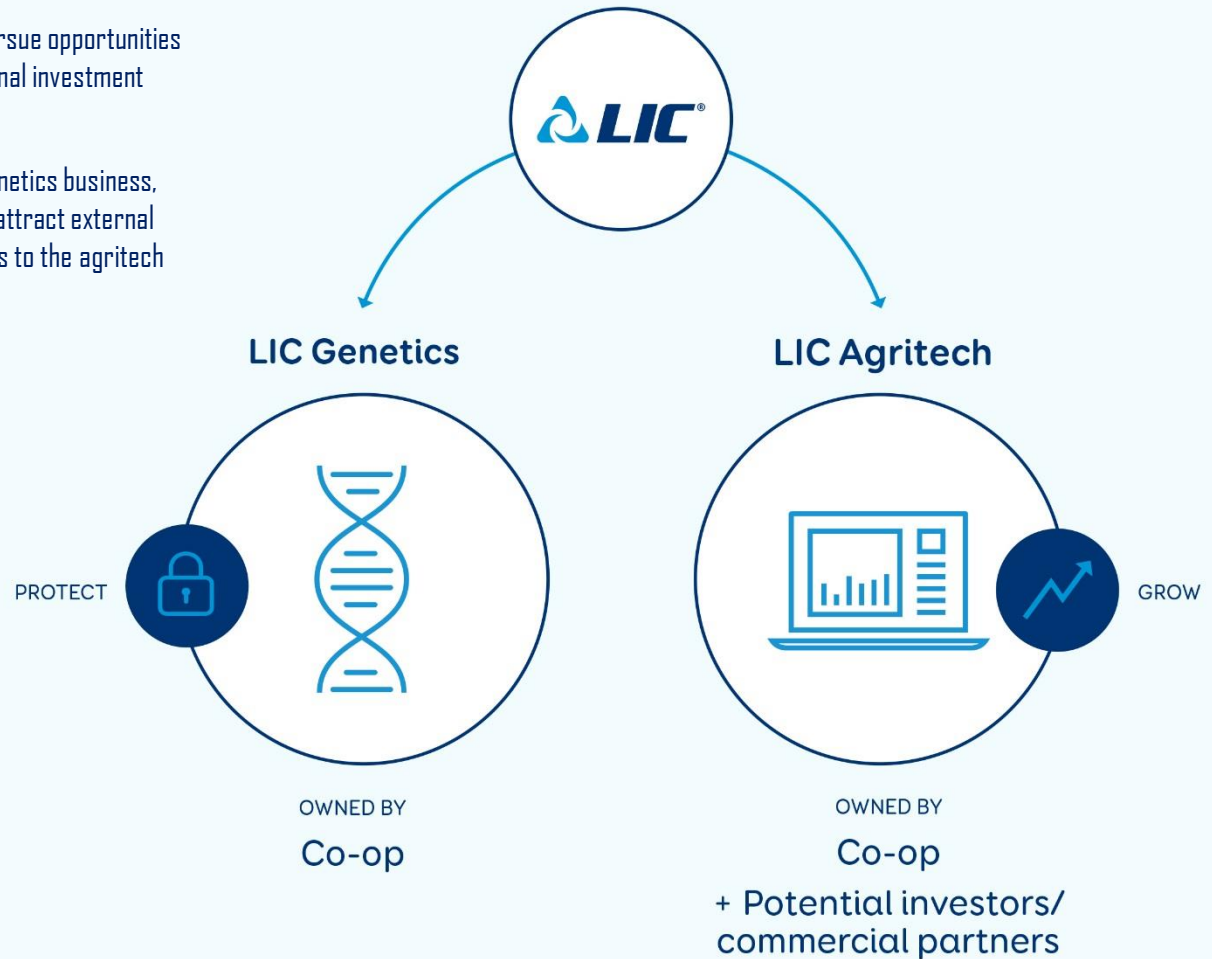 rsue opportunities
nal investment
netics business,
attract external
s to the agritech
LIC®
LIC Genetics
LIC Agritech
PROTECT
GROW
OWNED BY
Co-op
OWNED BY
Co-op
+ Potential investors/
commercial partners